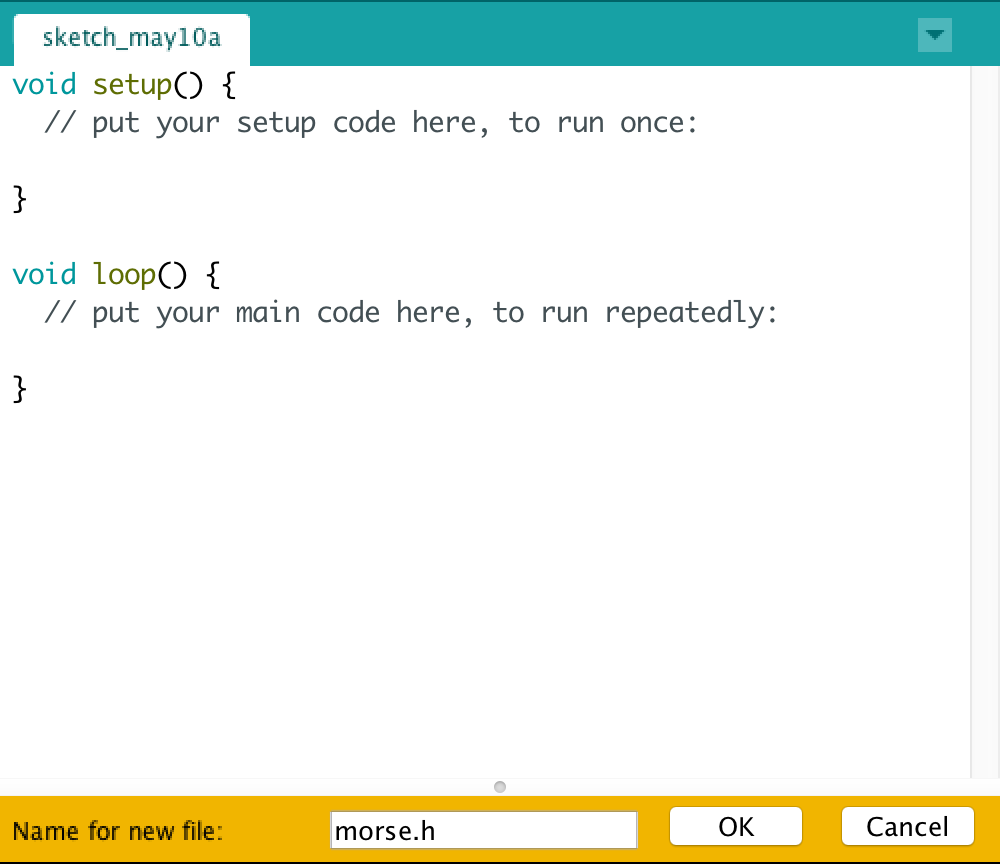 sketch_may10a
void setup() {
  // put your setup code here, to run once:
}
void loop() {
  // put your main code here, to run repeatedly:
}
Name for new file: morse.h OK Cancel